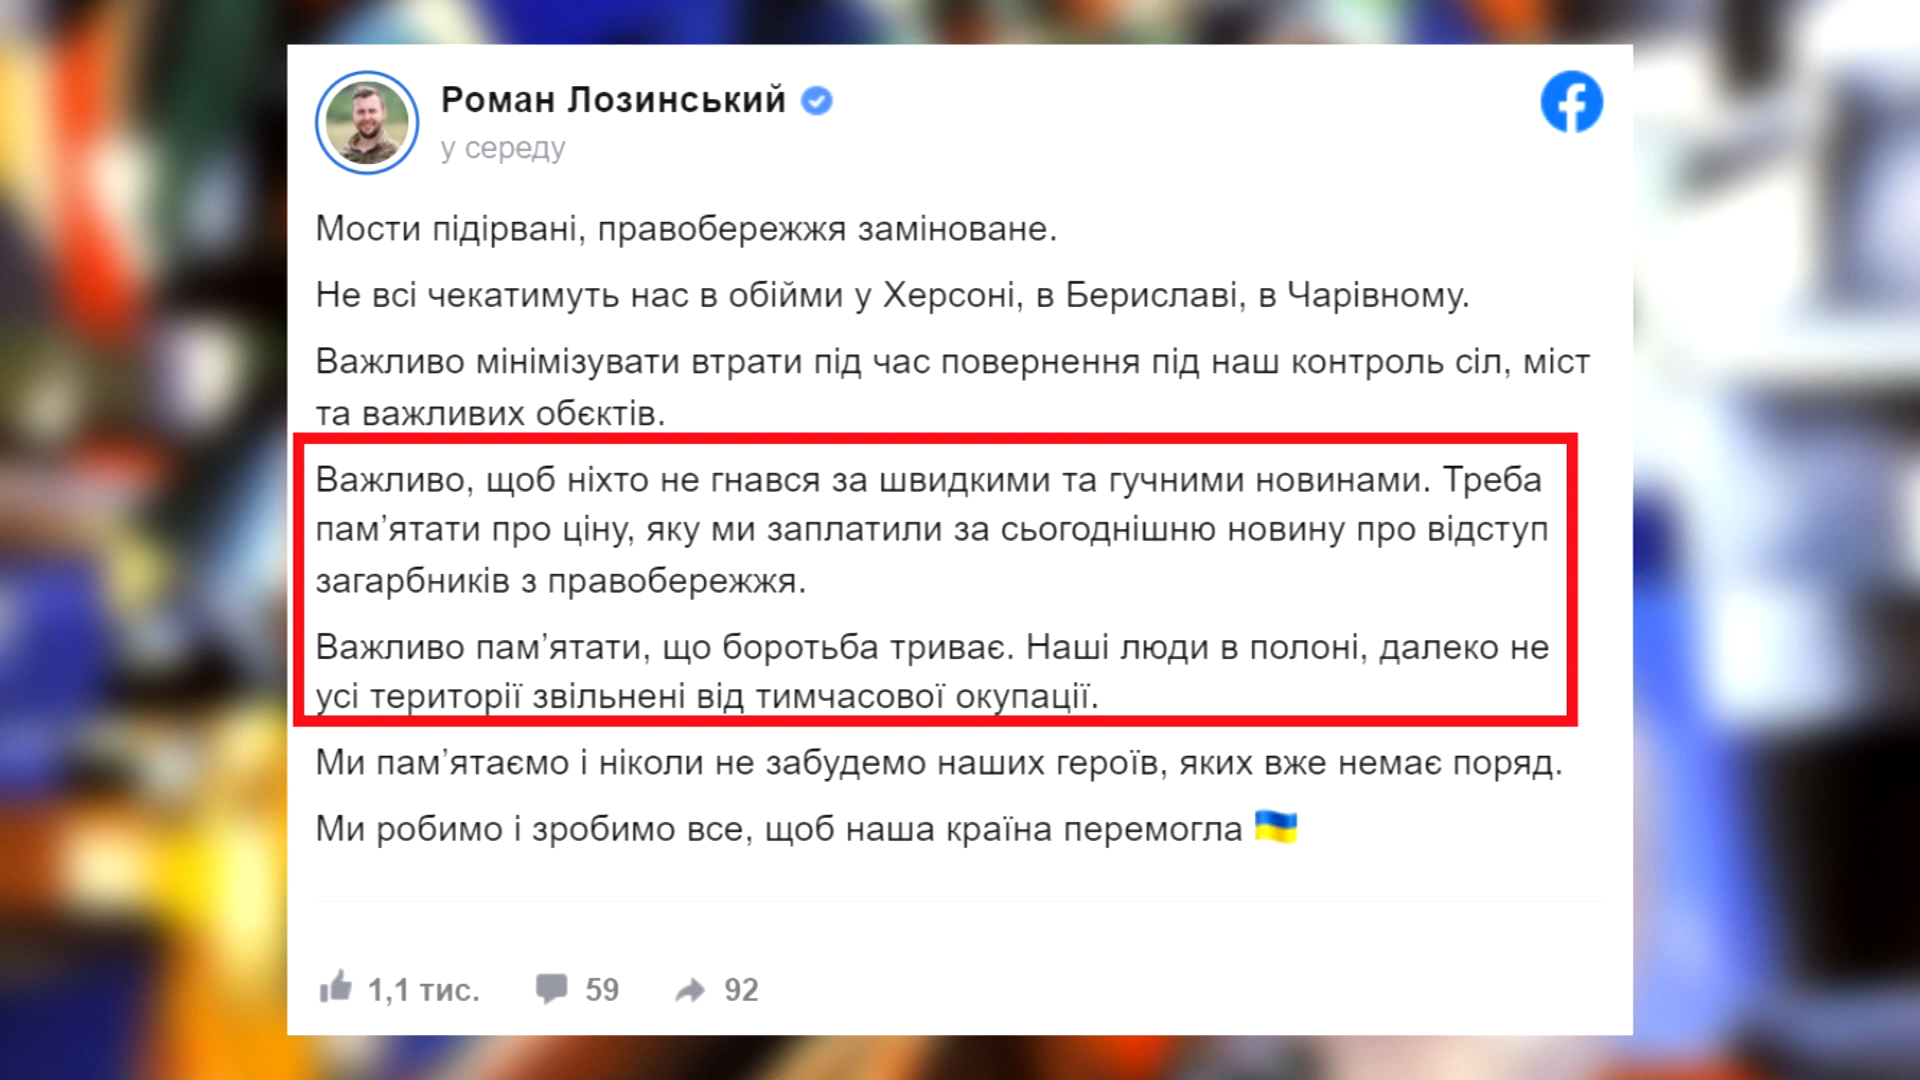 Роман Лозинський
у середу
Мости підірвані, правобережжя заміноване.
Не всі чекатимуть нас в обійми у Херсоні, в Бериславі, в Чарівному.
Важливо мінімізувати втрати під час повернення під наш контроль сіл, міст
та важливих обєктів.
Важливо, щоб ніхто не гнався за швидкими та гучними новинами. Треба
пам’ятати про ціну, яку ми заплатили за сьогоднішню новину про відступ
загарбників з правобережжя.
Важливо пам’ятати, що боротьба триває. Наші люди в полоні, далеко не
усі території звільнені від тимчасової окупації.
Ми пам’ятаємо і ніколи не забудемо наших героїв, яких вже немає поряд.
Ми робимо і зробимо все, щоб наша країна перемогла 🇺🇦
1,1 тис. 59 92